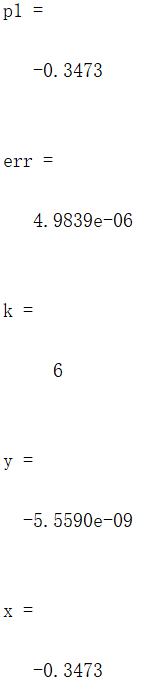 p1 =
-0.3473
err =
4.9839e-06
k =
6
y =
-5.5590e-09
x =
-0.3473